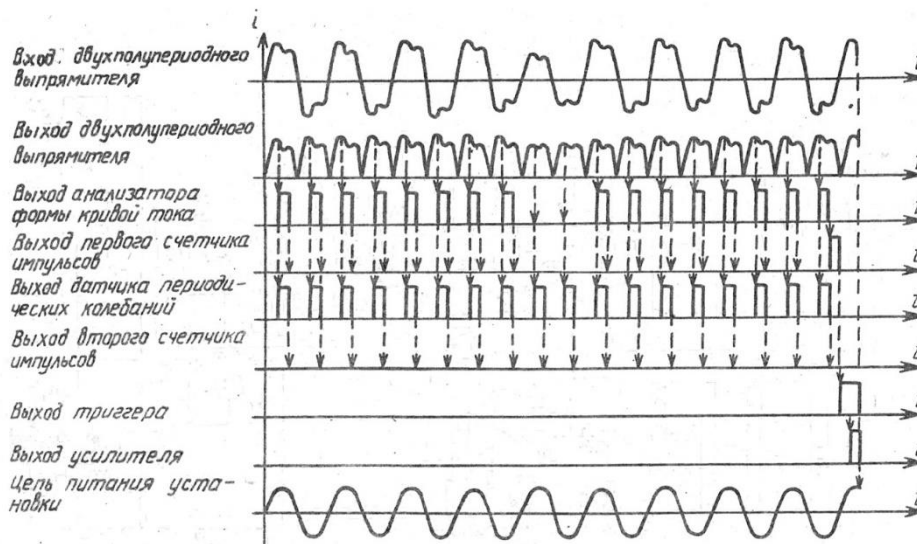 i
Вход двухполупериодного
выпрямителя
Выход двухполупериодного
выпрямителя
Выход анализатора
формы кривой тока
Выход первого счетчика
импульсов
Выход датчика периоди-
ческих колебаний
Выход второго счетчика
импульсов
Выход триггера
Выход усилителя
Цепь питания уста-
новки